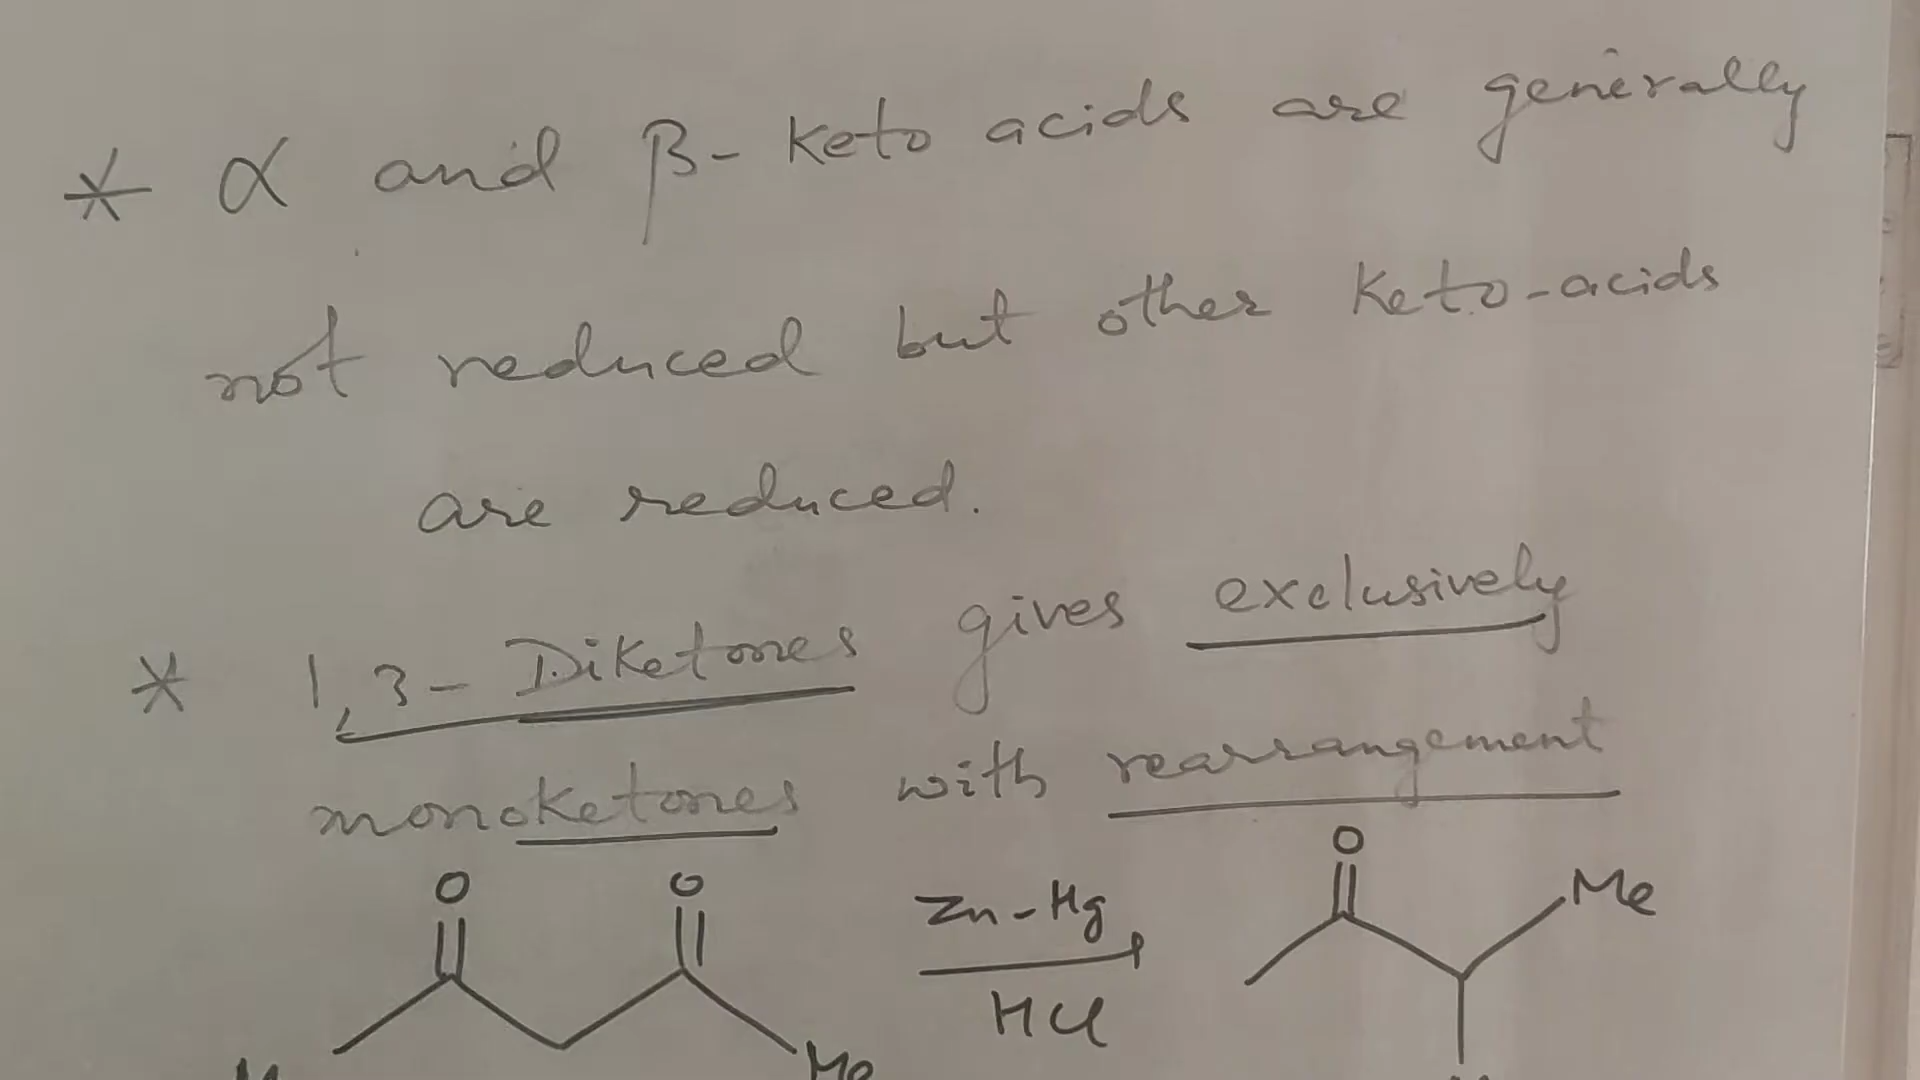 * α and β- keto acids are generally
not reduced but other keto-acids
are reduced.
* 1,3- Diketones gives exclusively
monoketones with rearrangement
O O Zn-Hg O Me
HCl
Me